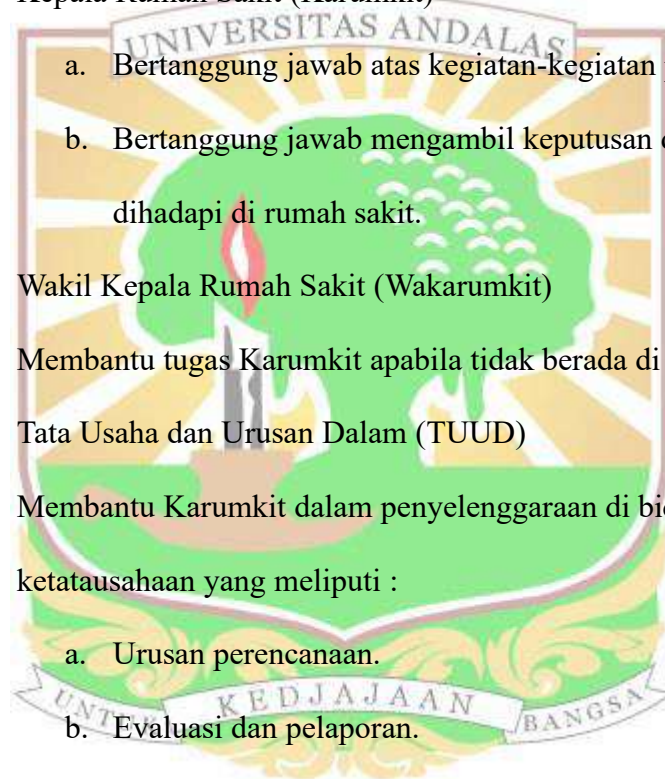 Kepala Rumah Sakit (Karumkit)
UNIVERSITAS ANDALAS
a. Bertanggung jawab atas kegiatan-kegiatan
b. Bertanggung jawab mengambil keputusan
dihadapi di rumah sakit.
Wakil Kepala Rumah Sakit (Wakarumkit)
Membantu tugas Karumkit apabila tidak berada di
Tata Usaha dan Urusan Dalam (TUUD)
Membantu Karumkit dalam penyelenggaraan di
ketatausahaan yang meliputi :
a. Urusan perencanaan.
UNTUK KEDJAJAAN BANGSA
b. Evaluasi dan pelaporan.